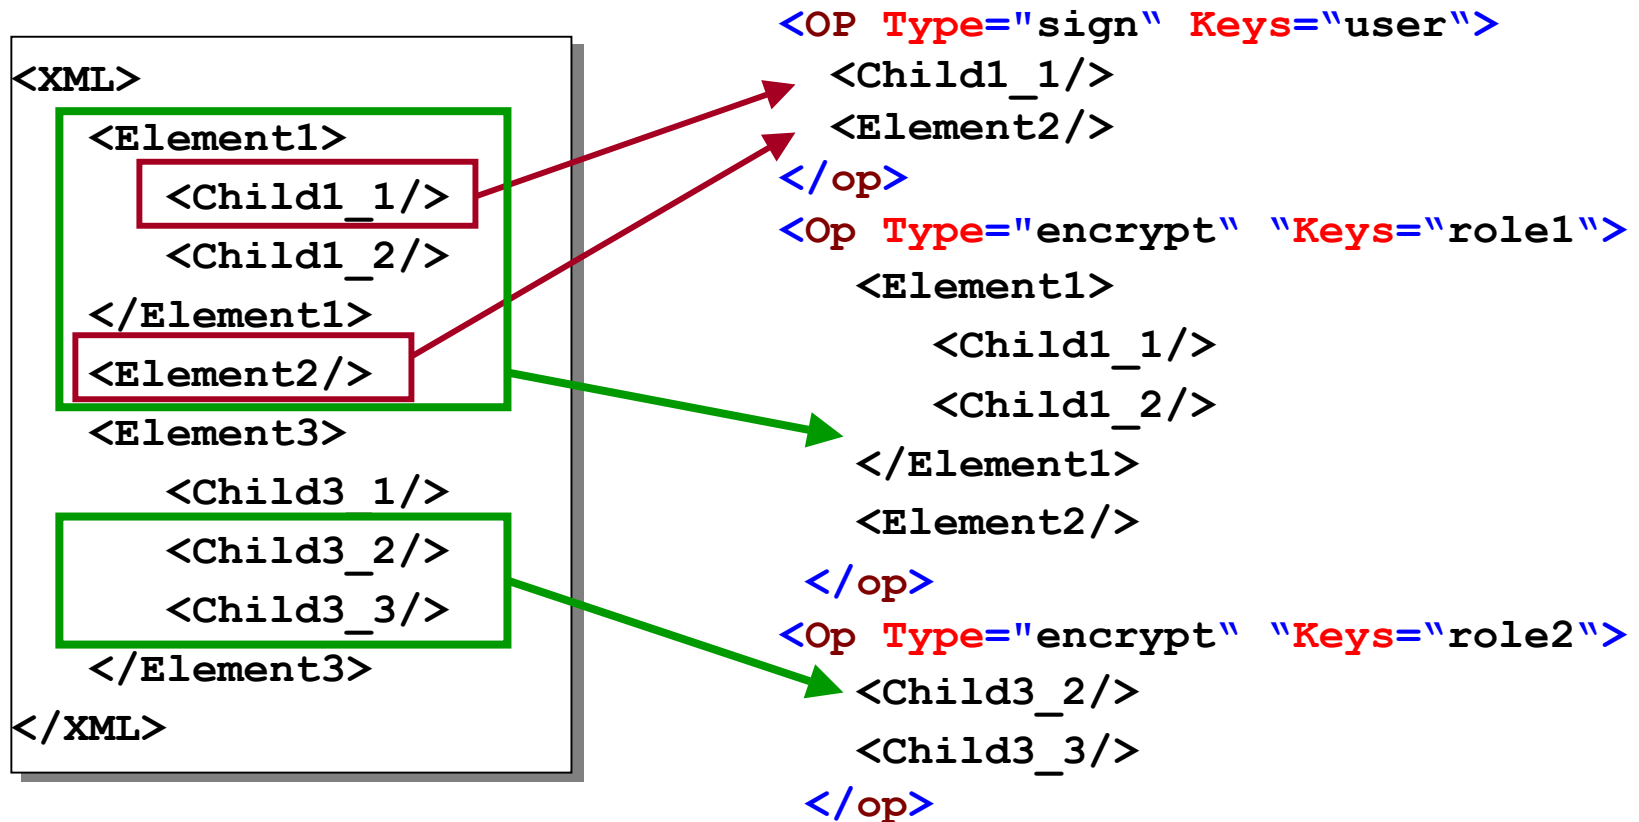 <XML>
<Element1>
<Child1_1/>
<Child1_2/>
</Element1>
<Element2/>
<Element3>
<Child3_1/>
<Child3_2/>
<Child3_3/>
</Element3>
</XML>
<OP Type="sign“ Keys=“user“>
<Child1_1/>
<Element2/>
</op>
<Op Type="encrypt“ “Keys=“role1“>
<Element1>
<Child1_1/>
<Child1_2/>
</Element1>
<Element2/>
</op>
<Op Type="encrypt“ “Keys=“role2“>
<Child3_2/>
<Child3_3/>
</op>